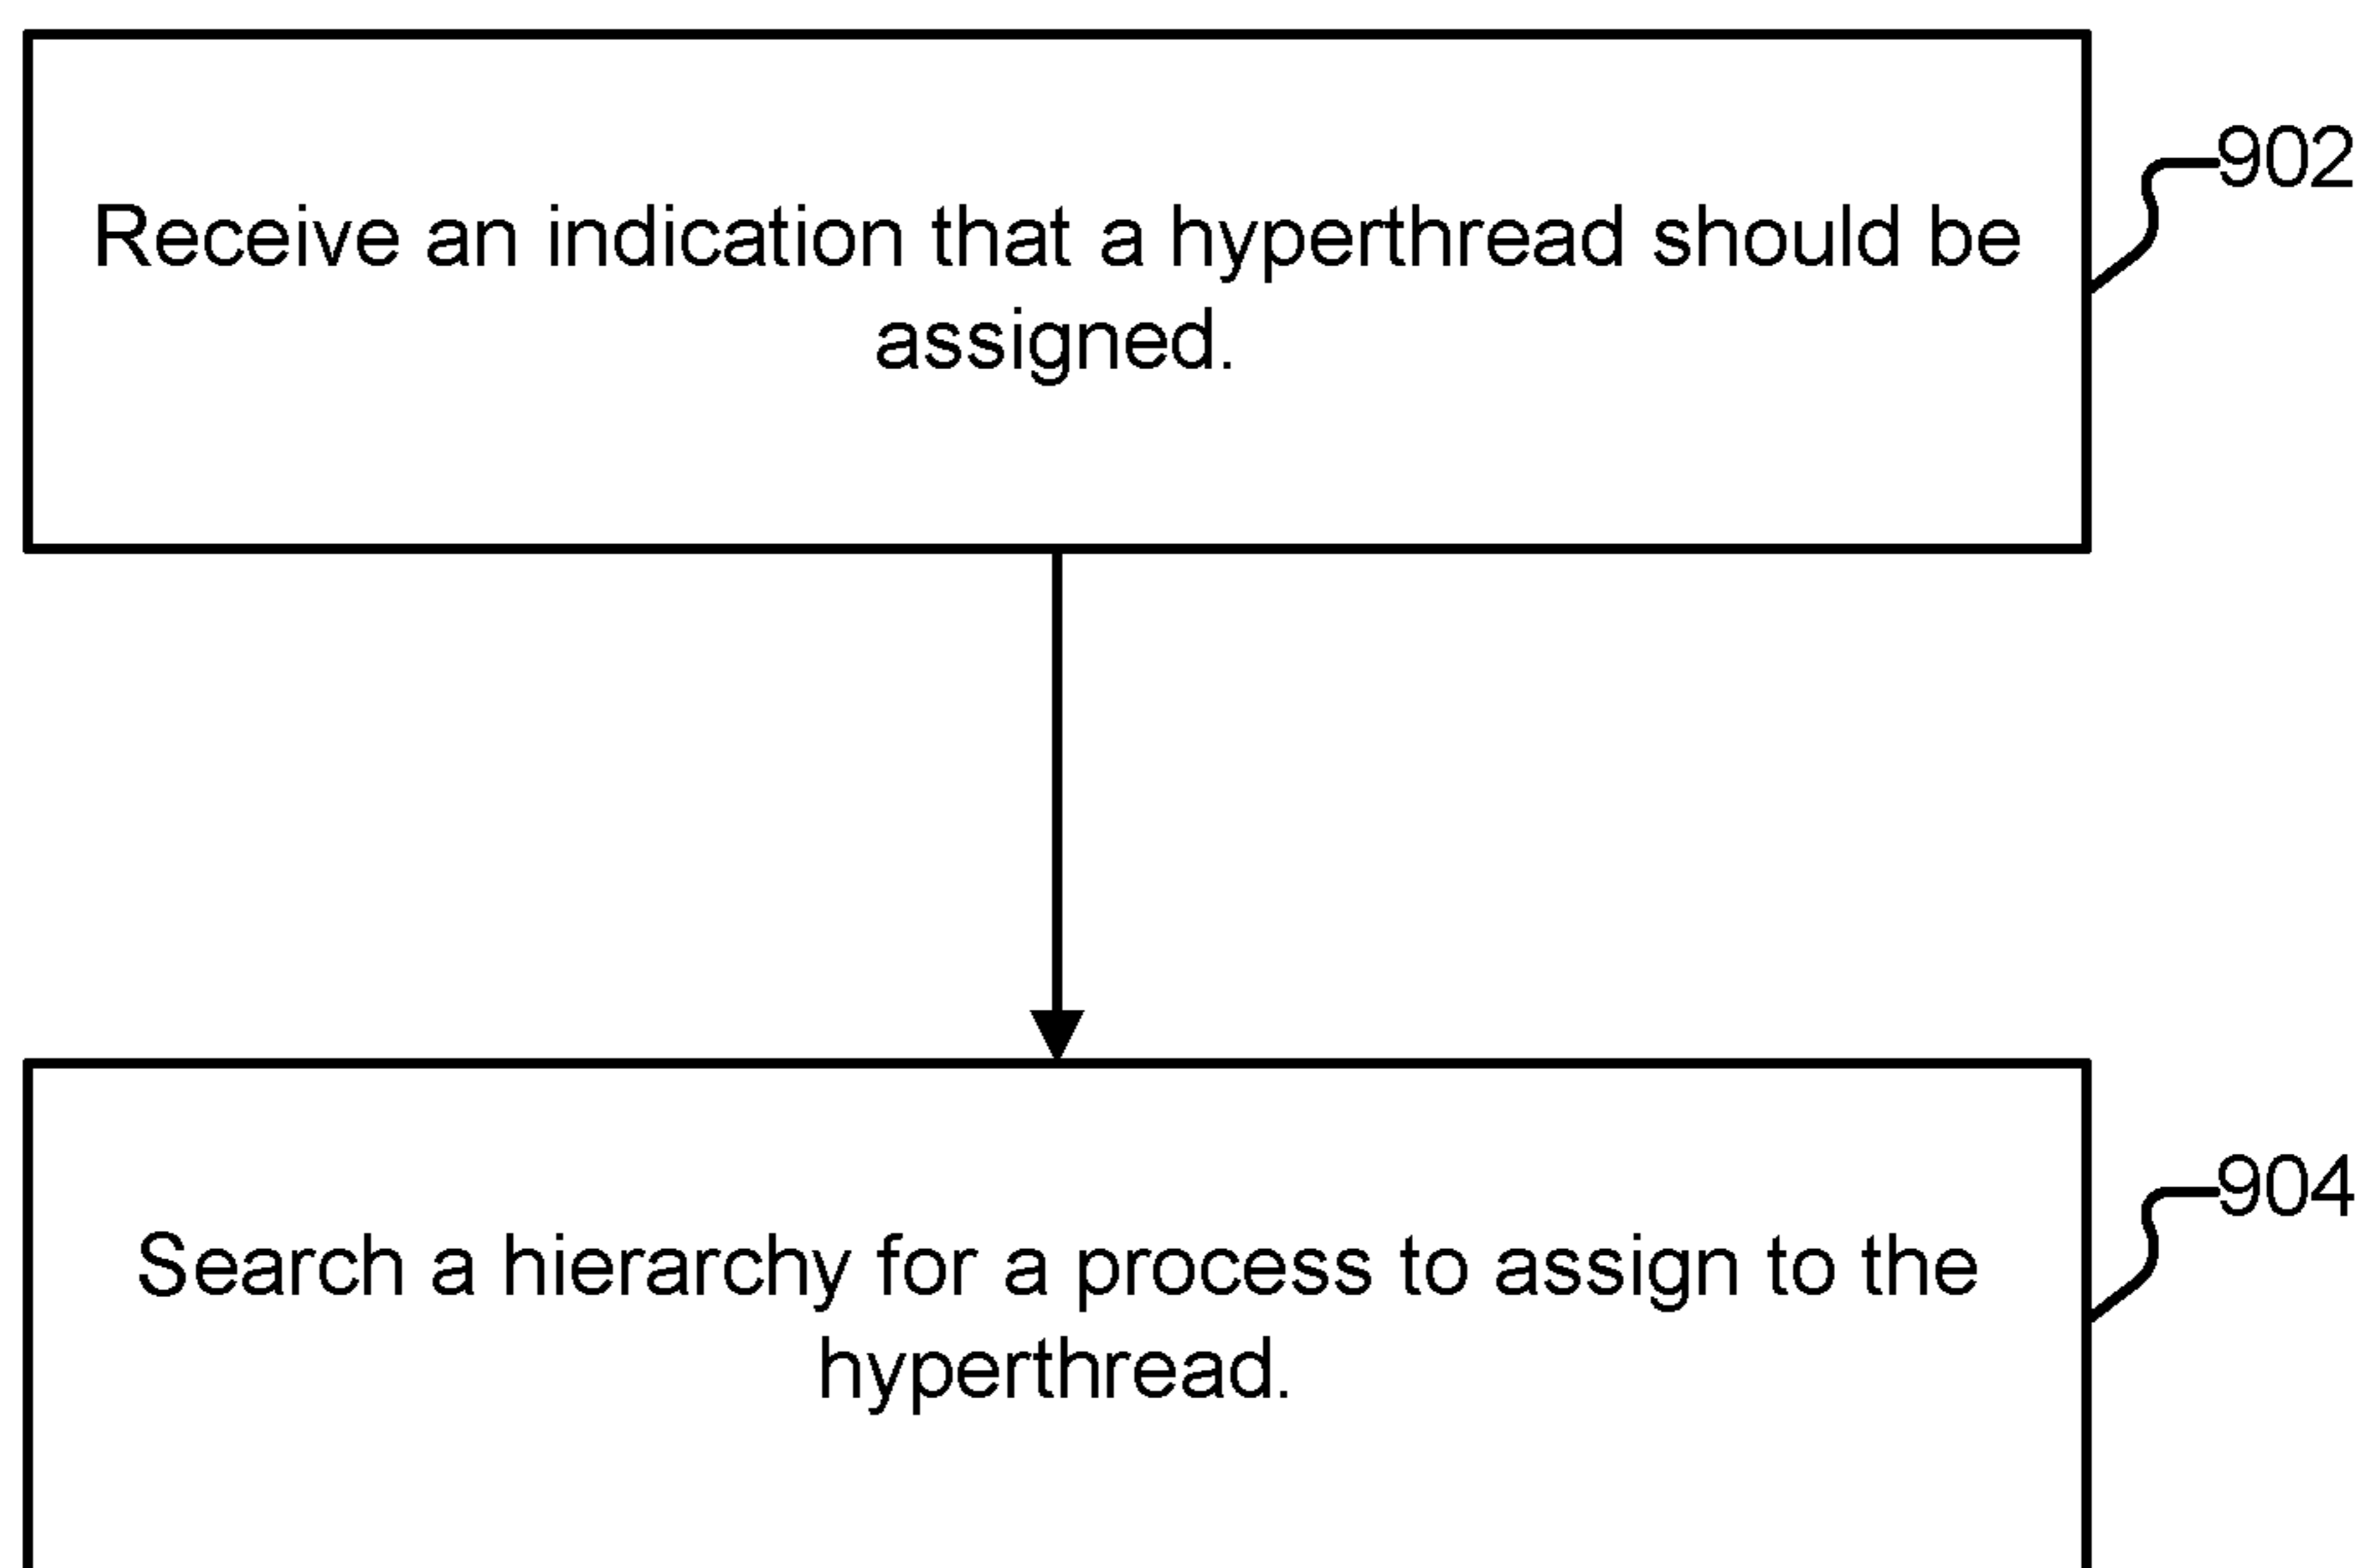 Receive an indication that a hyperthread should be
assigned.
902
Search a hierarchy for a process to assign to the
hyperthread.
904